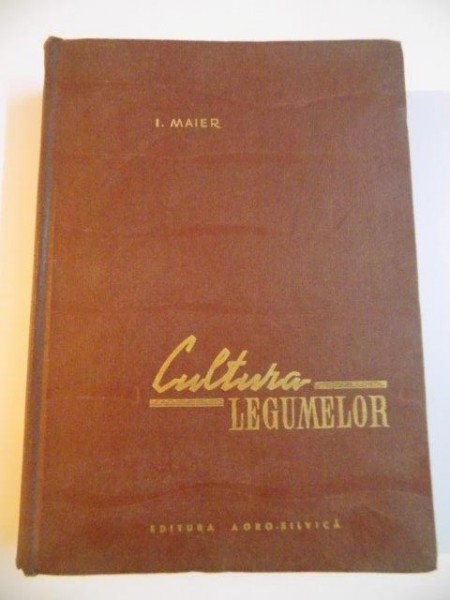 I. MAIER
Cultura
LEGUMELOR
EDITURA AGRO-SILVICĂ